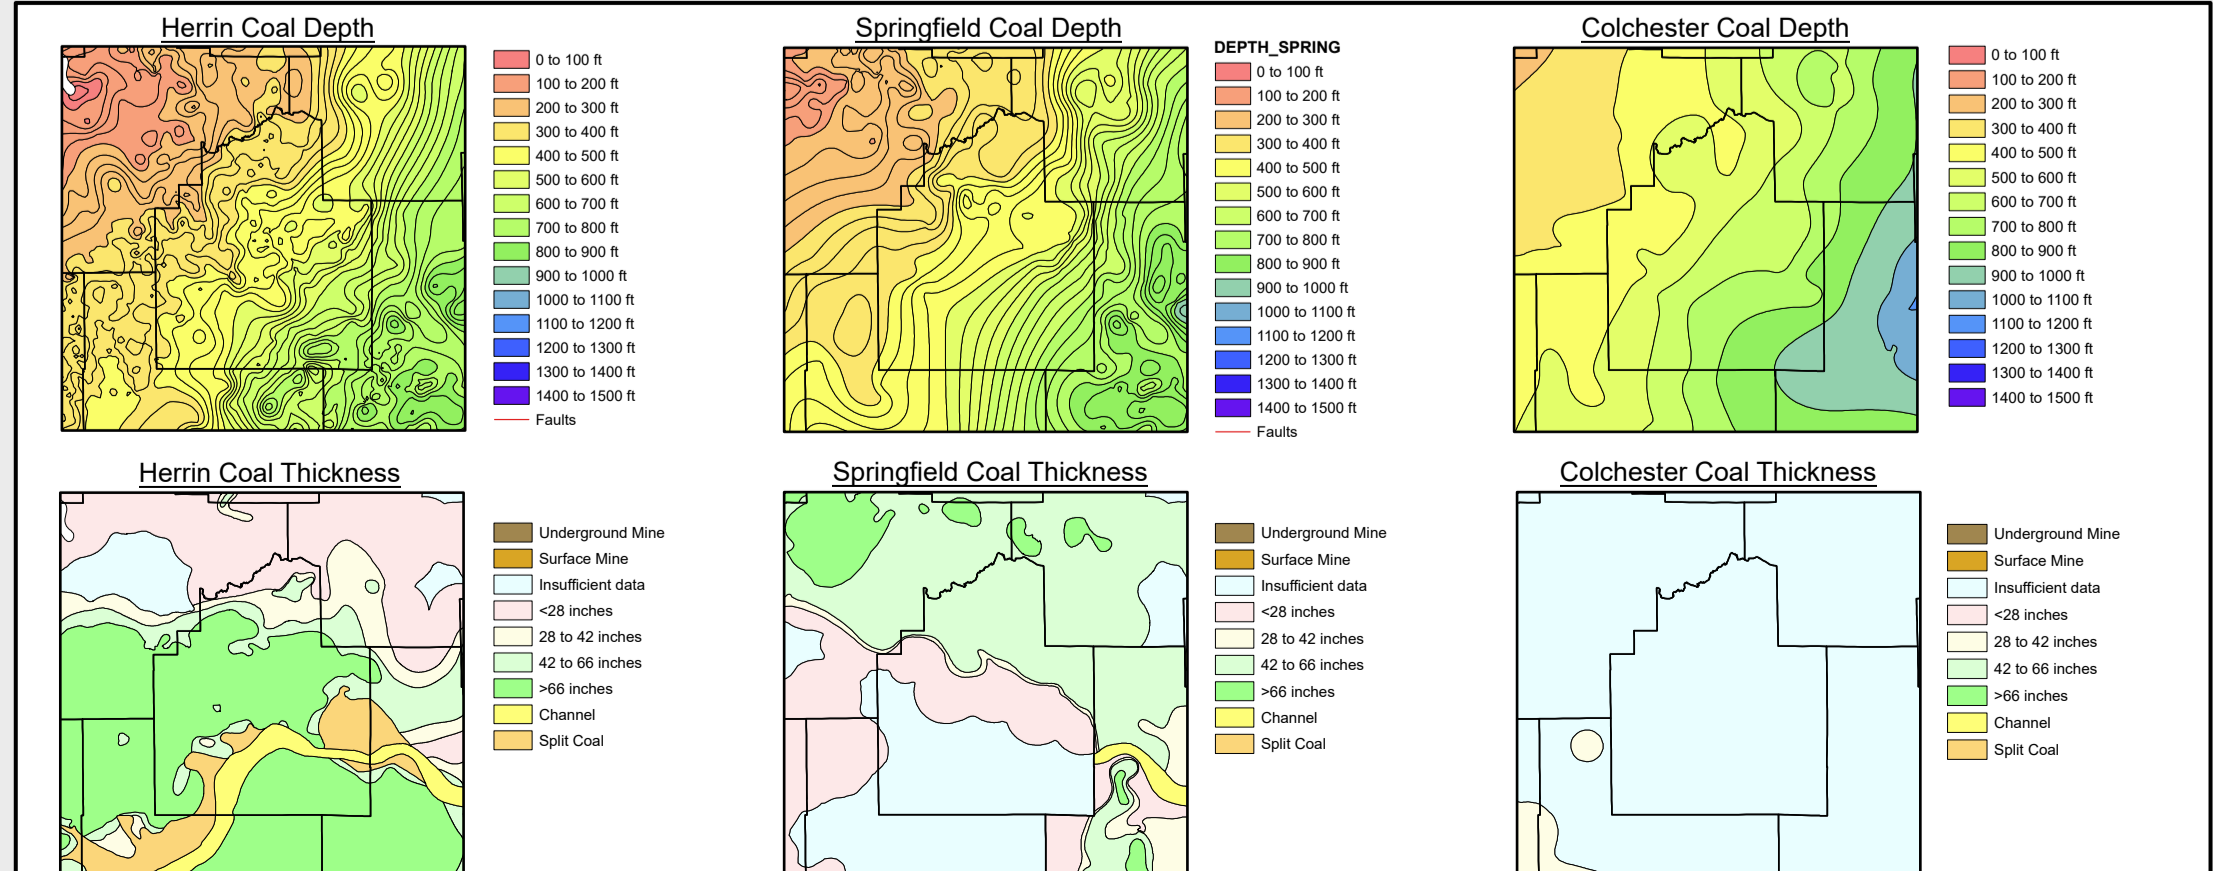 Herrin Coal Depth
0 to 100 ft
100 to 200 ft
200 to 300 ft
300 to 400 ft
400 to 500 ft
500 to 600 ft
600 to 700 ft
700 to 800 ft
800 to 900 ft
900 to 1000 ft
1000 to 1100 ft
1100 to 1200 ft
1200 to 1300 ft
1300 to 1400 ft
1400 to 1500 ft
Faults
Springfield Coal Depth
DEPTH_SPRING
0 to 100 ft
100 to 200 ft
200 to 300 ft
300 to 400 ft
400 to 500 ft
500 to 600 ft
600 to 700 ft
700 to 800 ft
800 to 900 ft
900 to 1000 ft
1000 to 1100 ft
1100 to 1200 ft
1200 to 1300 ft
1300 to 1400 ft
1400 to 1500 ft
Faults
Colchester Coal Depth
0 to 100 ft
100 to 200 ft
200 to 300 ft
300 to 400 ft
400 to 500 ft
500 to 600 ft
600 to 700 ft
700 to 800 ft
800 to 900 ft
900 to 1000 ft
1000 to 1100 ft
1100 to 1200 ft
1200 to 1300 ft
1300 to 1400 ft
1400 to 1500 ft
Herrin Coal Thickness
Underground Mine
Surface Mine
Insufficient data
<28 inches
28 to 42 inches
42 to 66 inches
>66 inches
Channel
Split Coal
Springfield Coal Thickness
Underground Mine
Surface Mine
Insufficient data
<28 inches
28 to 42 inches
42 to 66 inches
>66 inches
Channel
Split Coal
Colchester Coal Thickness
Underground Mine
Surface Mine
Insufficient data
<28 inches
28 to 42 inches
42 to 66 inches
>66 inches
Channel
Split Coal